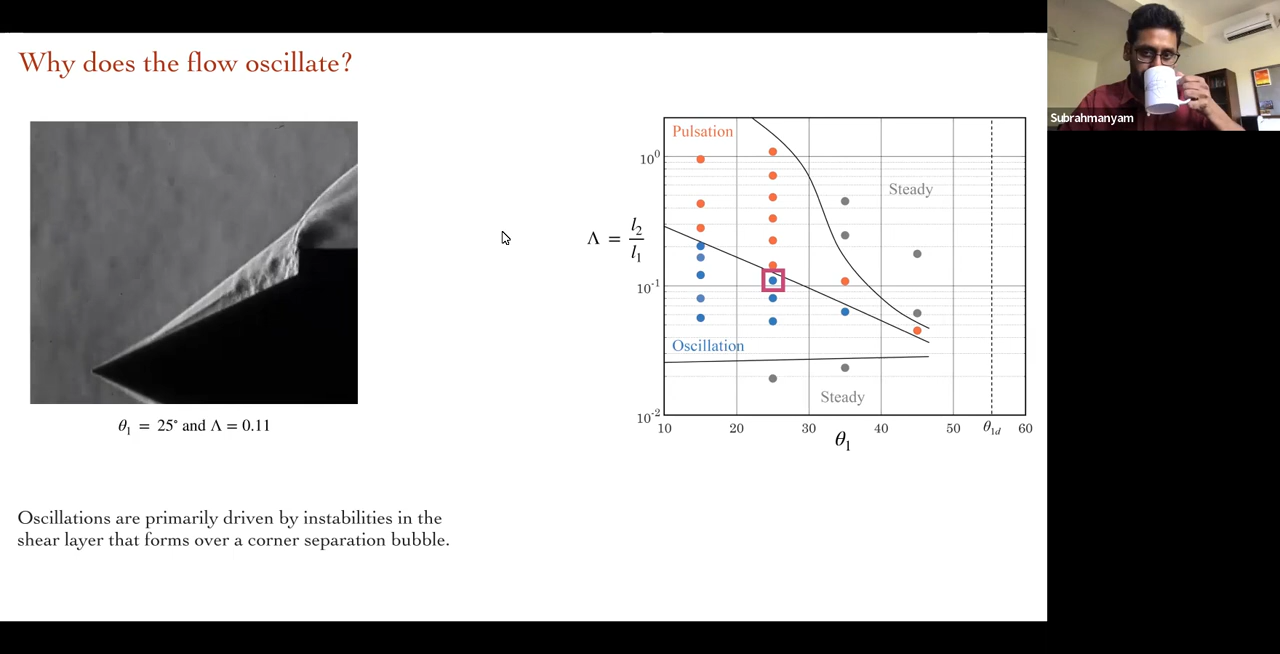 Why does the flow oscillate?
Subrahmanyam
θ₁ = 25° and Λ = 0.11
Λ = l₂/l₁
10⁰
10⁻¹
10⁻²
Pulsation
Steady
Oscillation
Steady
10 20 30 40 50 θ₁d 60
θ₁
Oscillations are primarily driven by instabilities in the
shear layer that forms over a corner separation bubble.